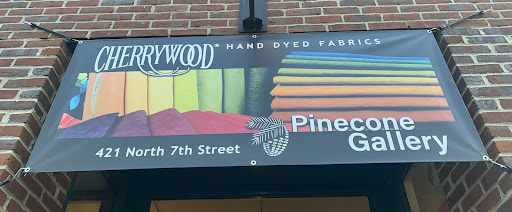 CHERRYWOOD® HAND DYED FABRICS
Pinecone
Gallery
421 North 7th Street